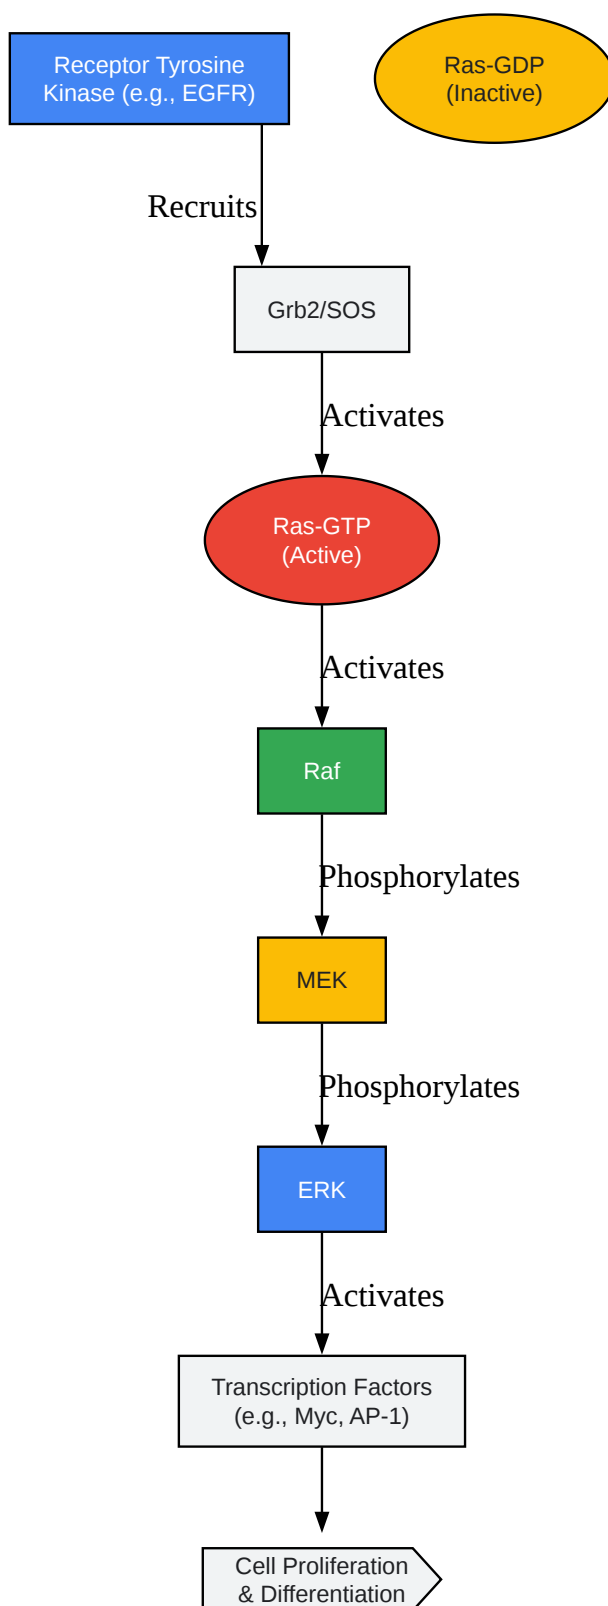 Receptor Tyrosine
Kinase (e.g., EGFR)
Ras-GDP
(Inactive)
Recruits
Grb2/SOS
Activates
Ras-GTP
(Active)
Activates
Raf
Phosphorylates
MEK
Phosphorylates
ERK
Activates
Transcription Factors
(e.g., Myc, AP-1)
Cell Proliferation
& Differentiation